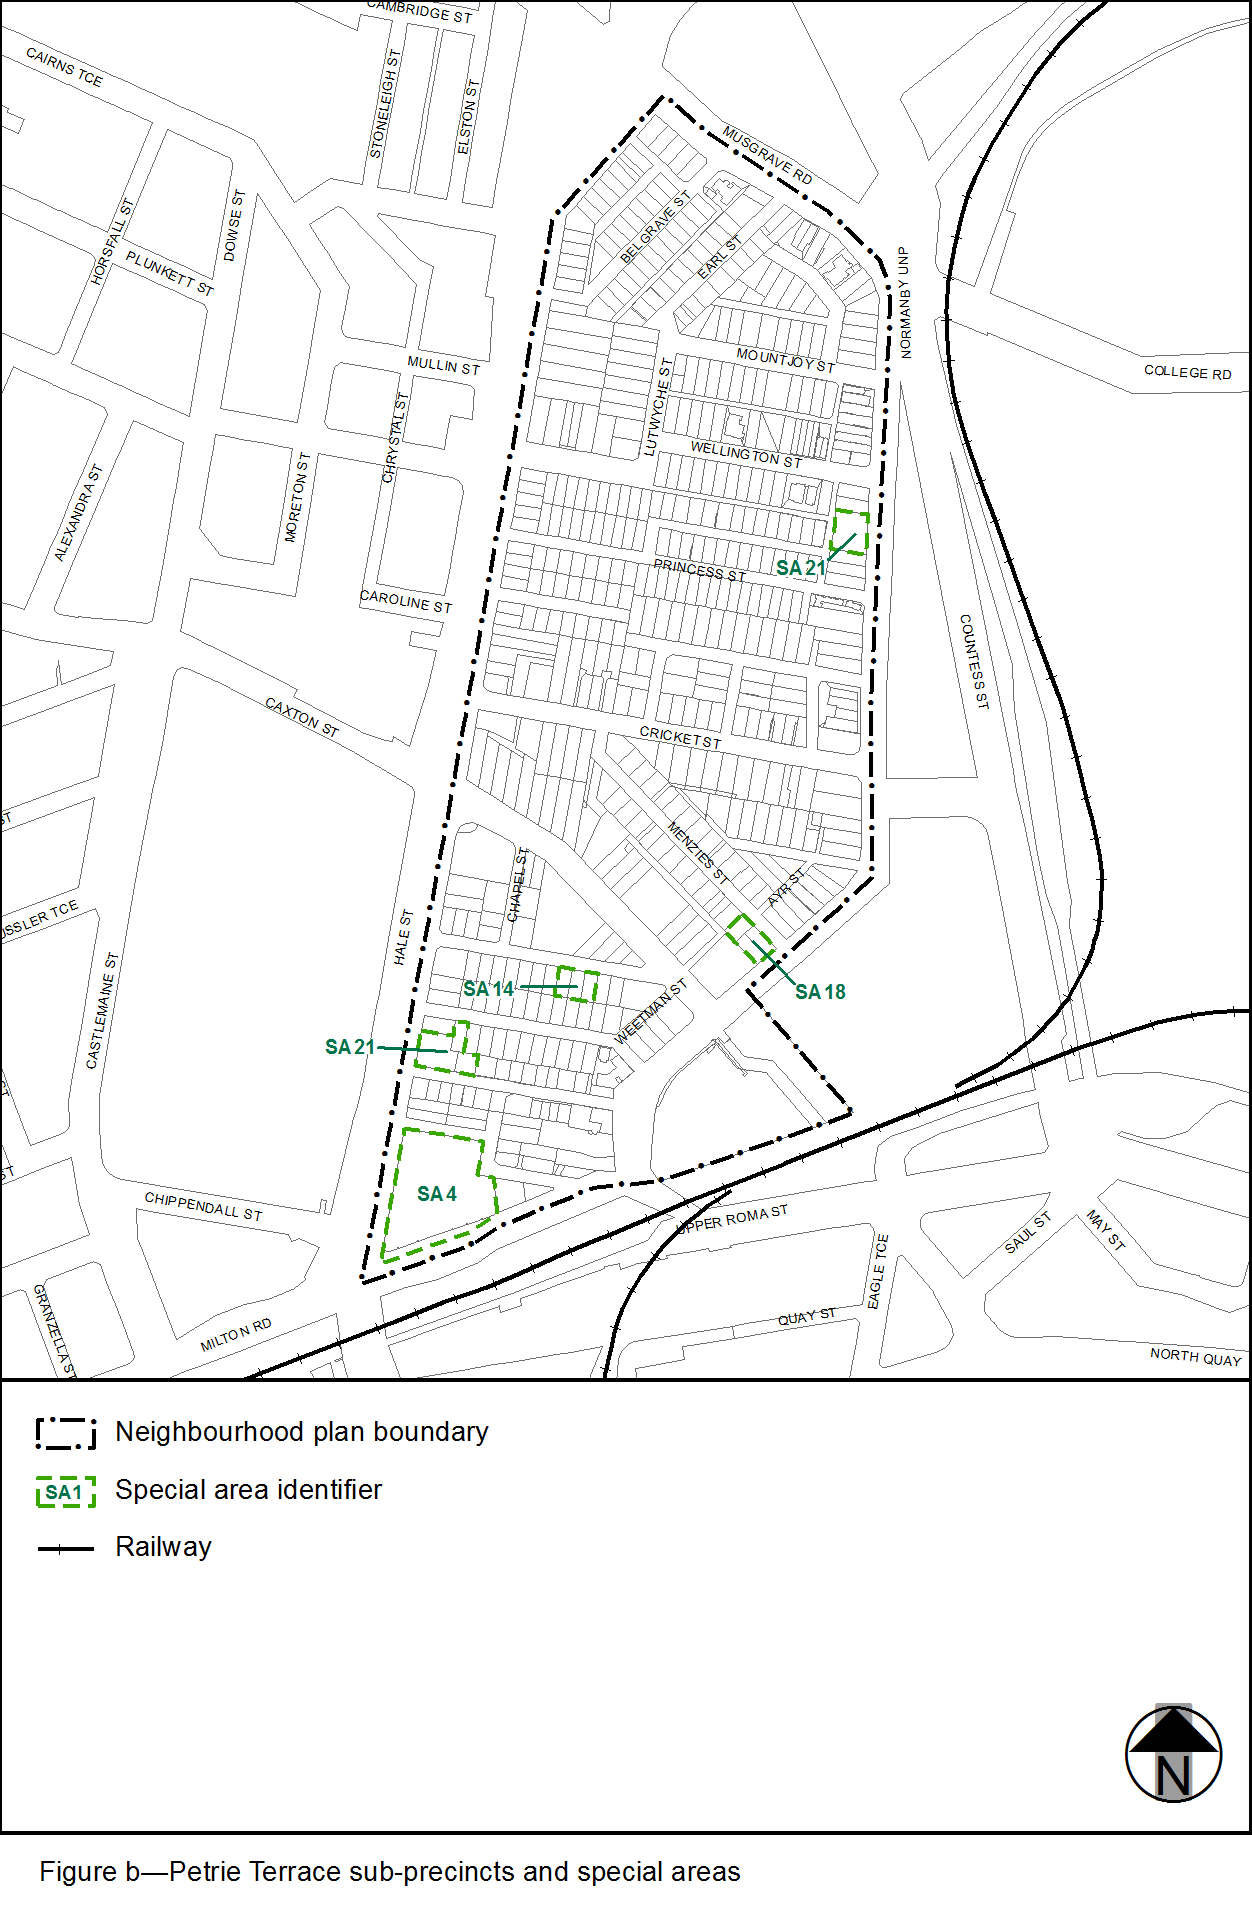 CAMBRIDGE ST
CAIRNS TCE
STONELEIGH ST
ELSTON ST
MUSGRAVE RD
HORSFALL ST
DOWSE ST
PLUNKETT ST
BELGRAVE ST
EARL ST
NORMANBY UNP
MULLIN ST
MOUNTJOY ST
COLLEGE RD
LUTWYCHE ST
CHRYSTAL ST
WELLINGTON ST
ALEXANDRA ST
MORETON ST
PRINCESS ST
SA 21
CAROLINE ST
COUNTESS ST
CAXTON ST
CRICKET ST
ST
MENZIES ST
CHAPEL ST
AYR ST
USSLER TCE
HALE ST
CASTLEMAINE ST
SA 14
SA 18
WEETMAN ST
SA 21
ST
ST
SA 4
CHIPPENDALL ST
UPPER ROMA ST
SAUL ST
MAY ST
EAGLE TCE
GRANZELLA ST
MILTON RD
QUAY ST
NORTH QUAY
Neighbourhood plan boundary
SA1 Special area identifier
Railway
N
Figure b—Petrie Terrace sub-precincts and special areas